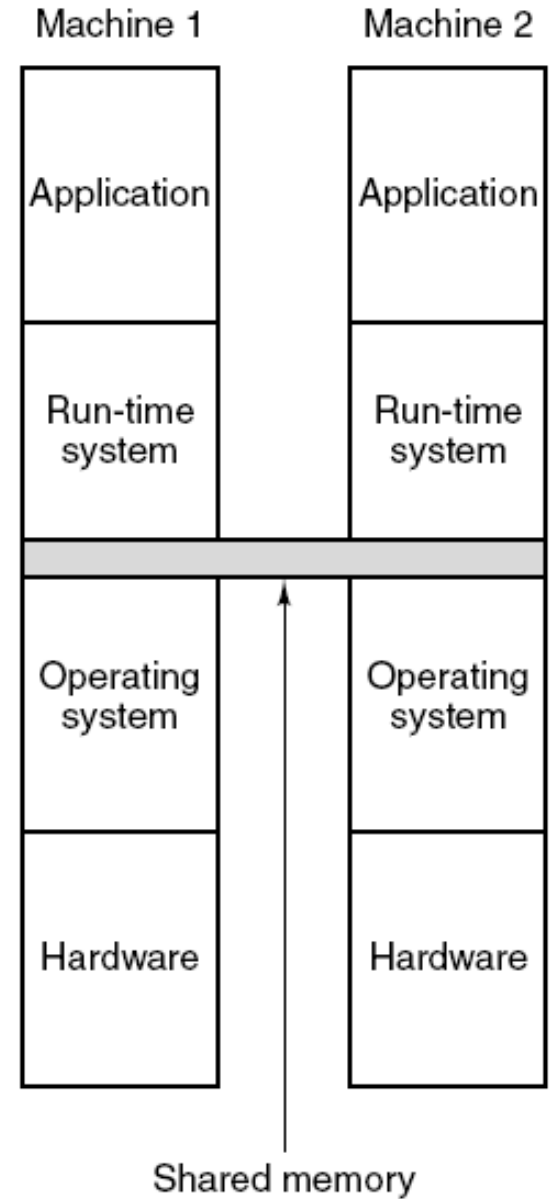 Machine 1
Machine 2
Application
Application
Run-time
system
Run-time
system
Operating
system
Operating
system
Hardware
Hardware
Shared memory